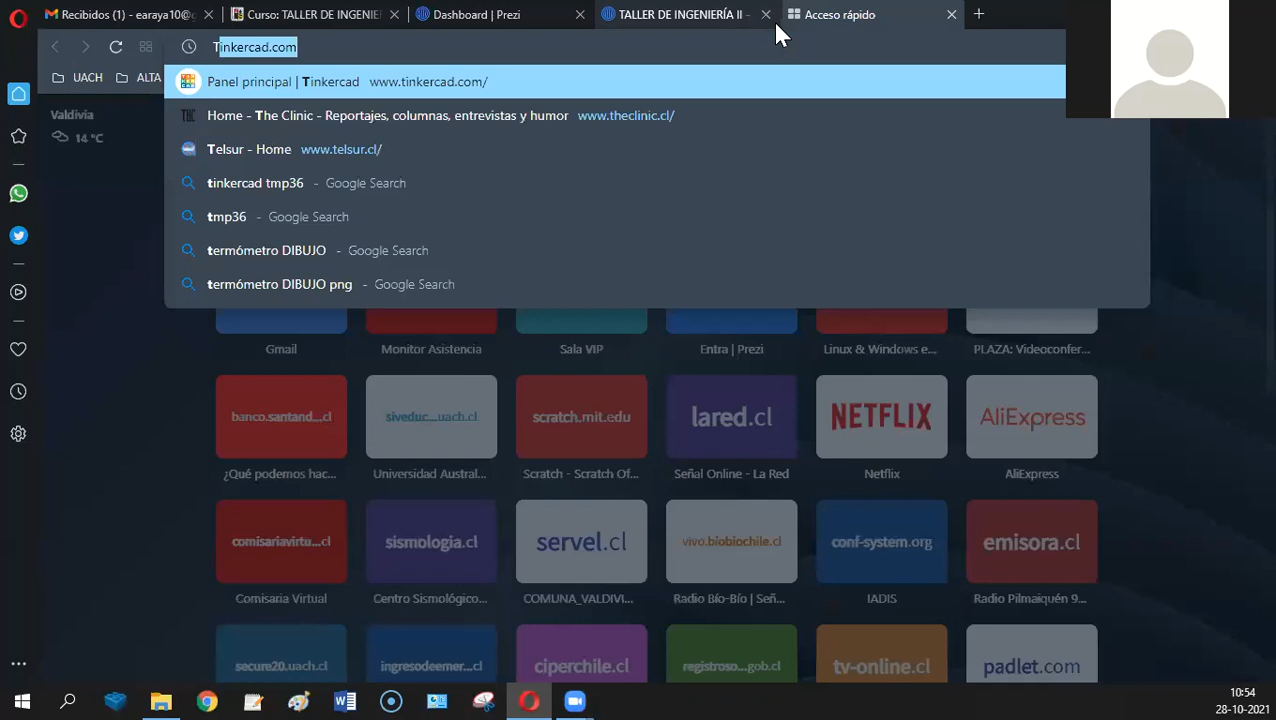 Recibidos (1) - earaya10@g
Curso: TALLER DE INGENIER
Dashboard | Prezi
TALLER DE INGENIERÍA II -
Acceso rápido
Tinkercad.com
UACH
ALTA
Panel principal | Tinkercad www.tinkercad.com/
Home - The Clinic - Reportajes, columnas, entrevistas y humor www.theclinic.cl/
Telsur - Home www.telsur.cl/
tinkercad tmp36 - Google Search
tmp36 - Google Search
termómetro DIBUJO - Google Search
termómetro DIBUJO png - Google Search
Valdivia
14 °C
Gmail
Monitor Asistencia
Sala VIP
Entra | Prezi
Linux & Windows e...
PLAZA: Videoconfer...
banco.santand....cl
siveduc...uach.cl
scratch.mit.edu
lared.cl
NETFLIX
AliExpress
¿Qué podemos hac...
Universidad Austral...
Scratch - Scratch Of...
Señal Online - La Red
Netflix
AliExpress
comisariavirtu...cl
sismologia.cl
servel.cl
vivo.biobiochile.cl
conf-system.org
emisora.cl
Comisaria Virtual
Centro Sismológico...
COMUNA_VALDIVI...
Radio Bío-Bío | Señ...
IADIS
Radio Pilmaiquén 9...
secure20.uach.cl
ingresodeemer...cl
ciperchile.cl
registroso...gob.cl
tv-online.cl
padlet.com
10:54
28-10-2021